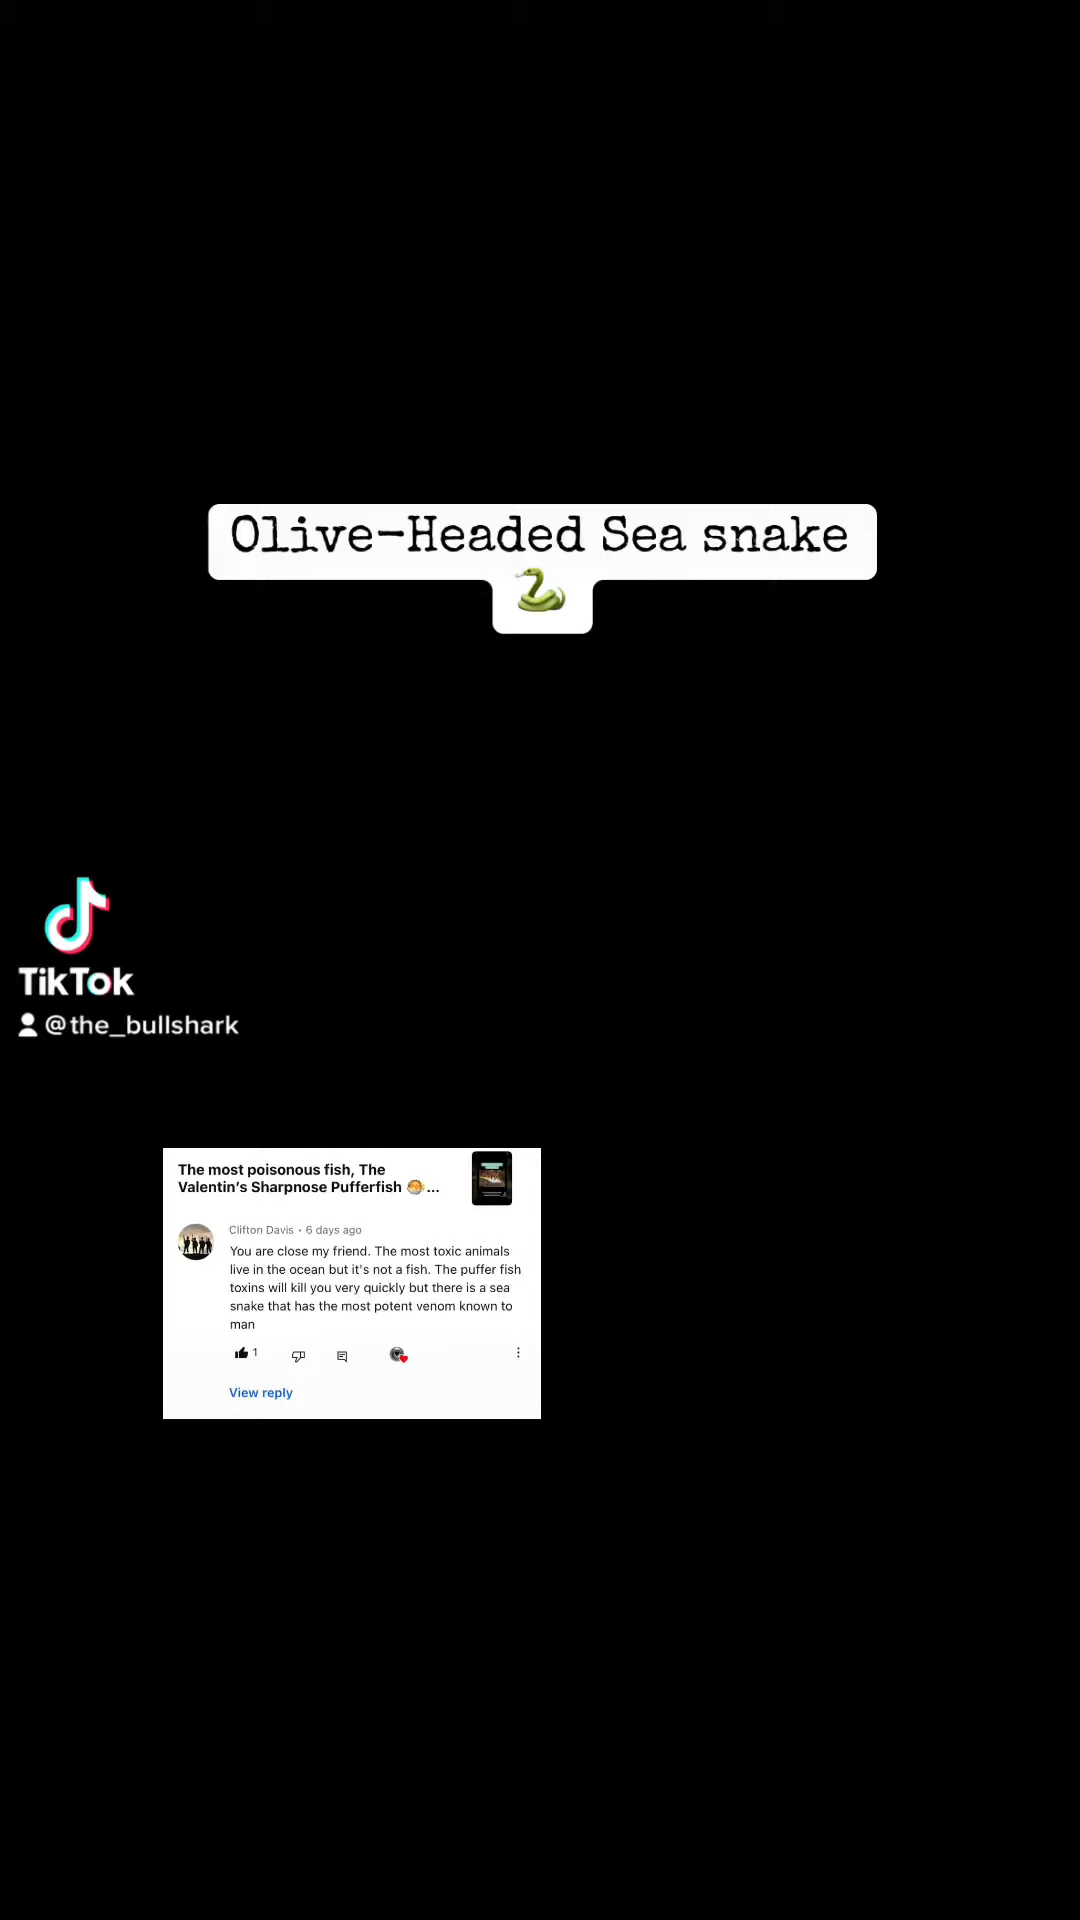 Olive-Headed Sea snake
🐍
TikTok
@the_bullshark
The most poisonous fish, The
Valentin’s Sharpnose Pufferfish 🐡...
Clifton Davis • 6 days ago
You are close my friend. The most toxic animals
live in the ocean but it's not a fish. The puffer fish
toxins will kill you very quickly but there is a sea
snake that has the most potent venom known to
man
1
View reply